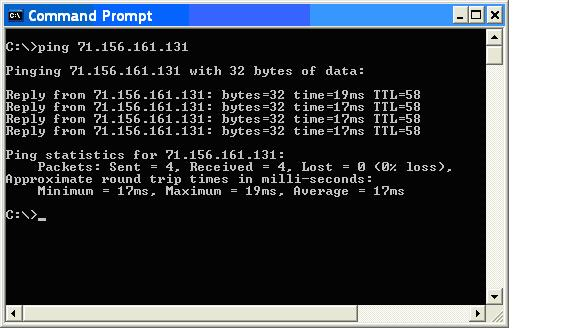 Command Prompt
C:\>ping 71.156.161.131
Pinging 71.156.161.131 with 32 bytes of data:
Reply from 71.156.161.131: bytes=32 time=19ms TTL=58
Reply from 71.156.161.131: bytes=32 time=17ms TTL=58
Reply from 71.156.161.131: bytes=32 time=17ms TTL=58
Reply from 71.156.161.131: bytes=32 time=17ms TTL=58
Ping statistics for 71.156.161.131:
    Packets: Sent = 4, Received = 4, Lost = 0 (0% loss),
Approximate round trip times in milli-seconds:
    Minimum = 17ms, Maximum = 19ms, Average = 17ms
C:\>_